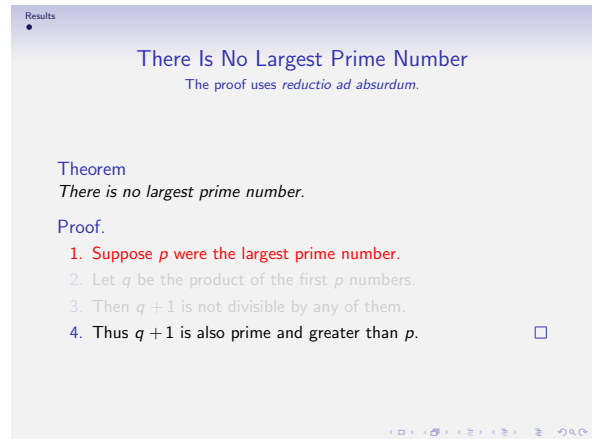 Results
There Is No Largest Prime Number
The proof uses reductio ad absurdum.
Theorem
There is no largest prime number.
Proof.
1. Suppose p were the largest prime number.
2. Let q be the product of the first p numbers.
3. Then q + 1 is not divisible by any of them.
4. Thus q + 1 is also prime and greater than p.